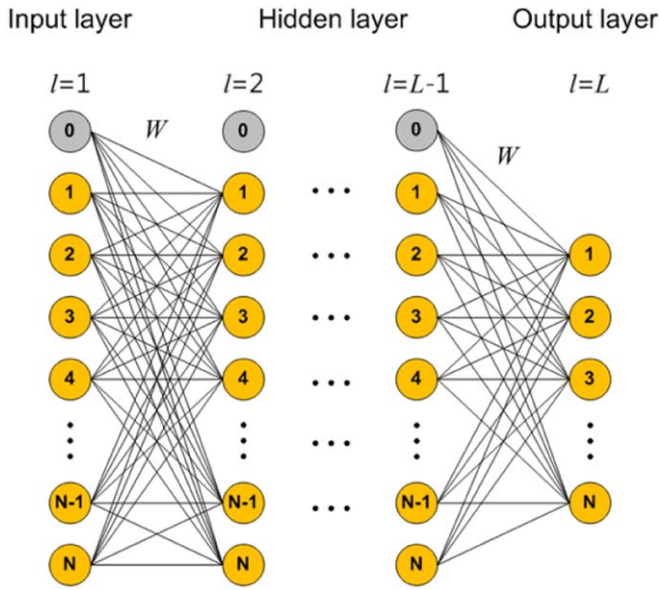 Input layer Hidden layer Output layer
l=1 l=2 l=L-1 l=L
0 W 0 0 W
1 1 ... 1
2 2 ... 2 1
3 3 ... 3 2
4 4 ... 4 3
⋮ ⋮ ... ⋮ ⋮
N-1 N-1 ... N-1 N
N N N